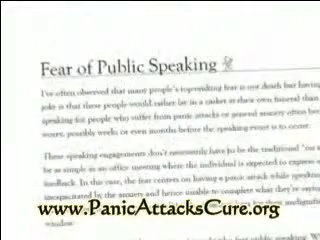 Fear of Public Speaking
I've often observed that many people's top-ranking fear is not death but having
joke is that these people would rather lie in a casket at their own funeral than
speaking for people who suffer from panic attacks or general anxiety often bec
worry, possibly weeks or even months before the speaking event is to occur.
These speaking engagements don't necessarily have to be the traditional "on s
be as simple as an office meeting where the individual is expected to express
feedback. In this case, the fear centers on having a panic attack while speaking
incapacitated by the anxiety and hence unable to complete what they're saying
www.PanicAttacksCure.org
window.